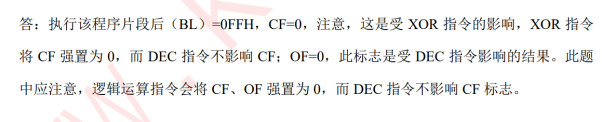 答：执行该程序片段后（BL）=0FFH，CF=0，注意，这是受 XOR 指令的影响，XOR 指令
将 CF 强置为 0，而 DEC 指令不影响 CF；OF=0，此标志是受 DEC 指令影响的结果。此题
中应注意，逻辑运算指令会将 CF、OF 强置为 0，而 DEC 指令不影响 CF 标志。